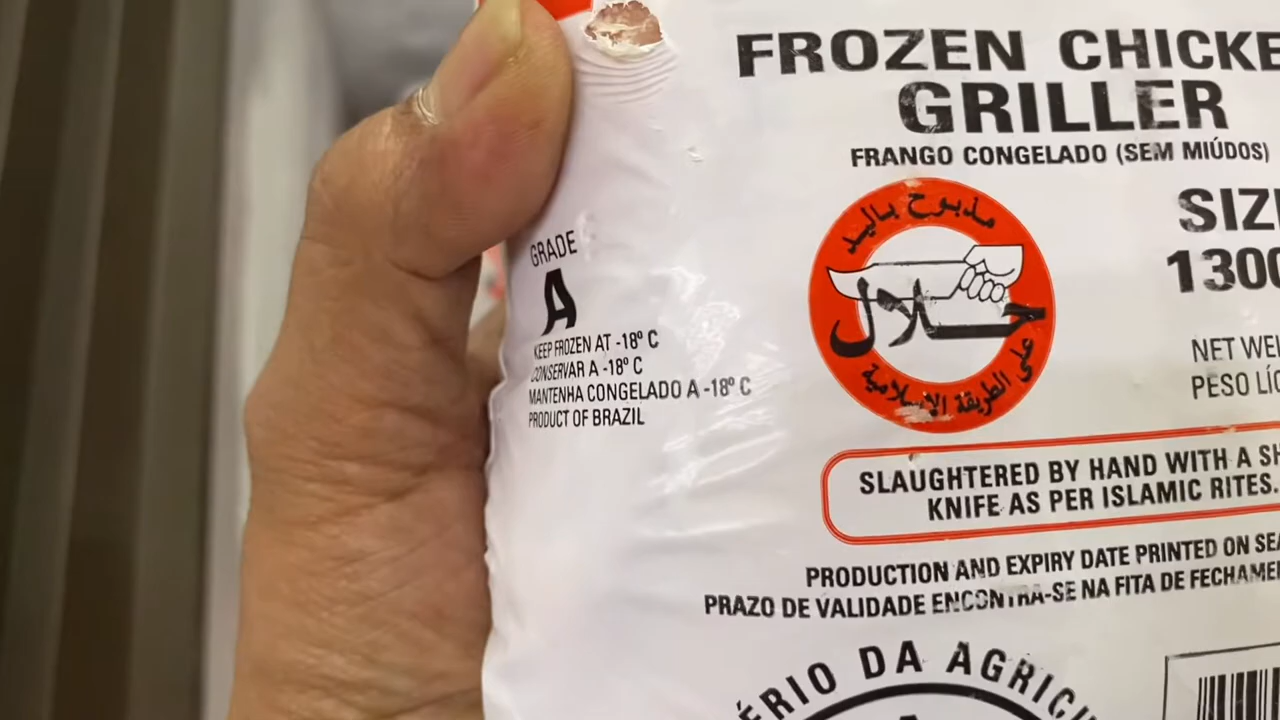 FROZEN CHICKE
GRILLER
FRANGO CONGELADO (SEM MIÚDOS)
SIZ
1300
مذبوح باليد
حلال
على الطريقة الإسلامية
GRADE
A
KEEP FROZEN AT -18º C
CONSERVAR A -18º C
MANTENHA CONGELADO A -18º C
PRODUCT OF BRAZIL
NET WEI
PESO LÍQ
SLAUGHTERED BY HAND WITH A SH
KNIFE AS PER ISLAMIC RITES.
PRODUCTION AND EXPIRY DATE PRINTED ON SEA
PRAZO DE VALIDADE ENCONTRA-SE NA FITA DE FECHAME
ÉRIO DA AGRICU